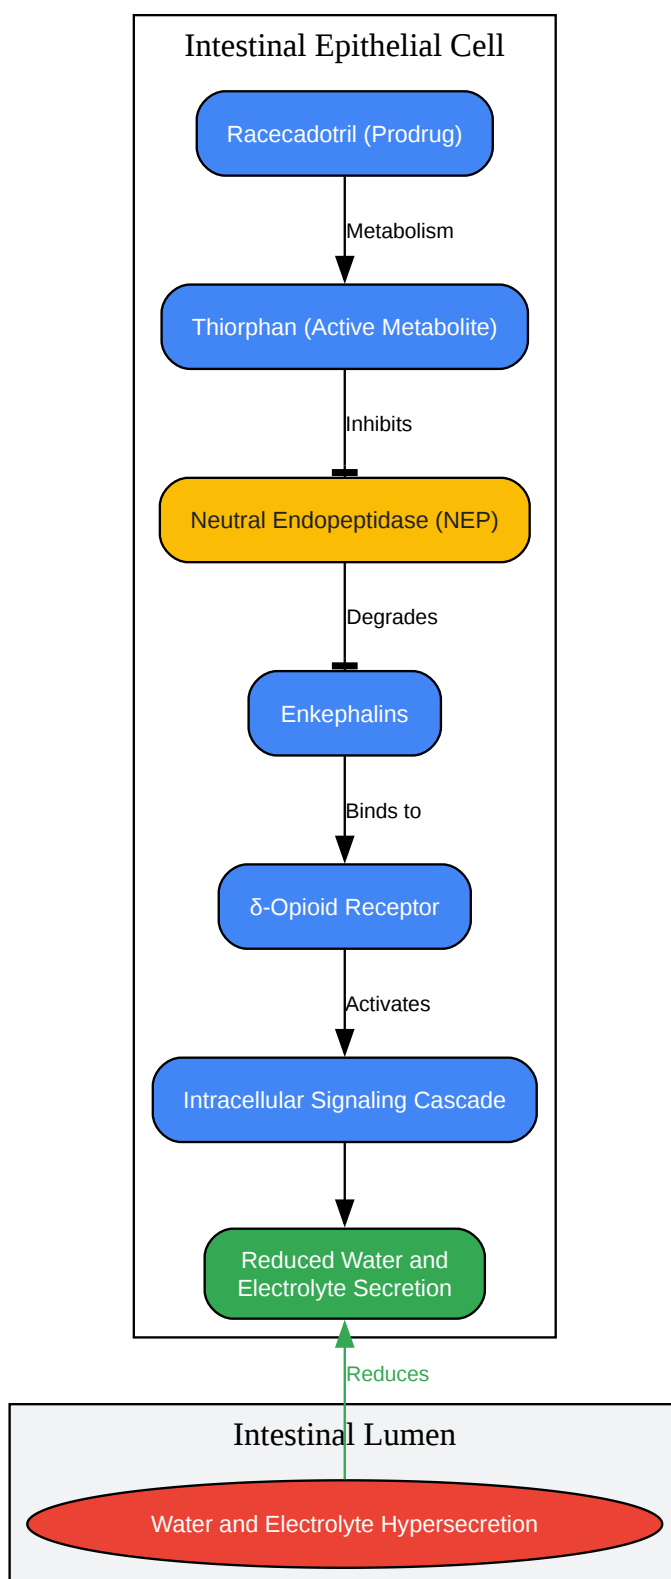 Intestinal Epithelial Cell
Racecadotril (Prodrug)
Metabolism
Thiorphan (Active Metabolite)
Inhibits
Neutral Endopeptidase (NEP)
Degrades
Enkephalins
Binds to
δ-Opioid Receptor
Activates
Intracellular Signaling Cascade
Reduced Water and
Electrolyte Secretion
Reduces
Intestinal Lumen
Water and Electrolyte Hypersecretion